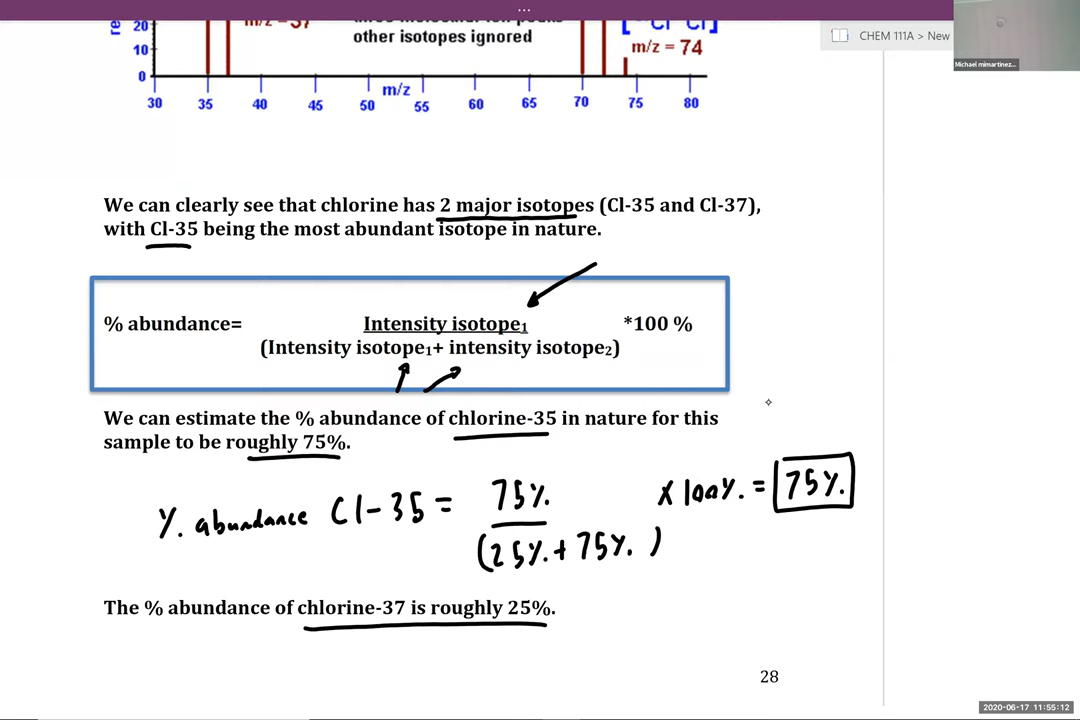 ...
20
other isotopes ignored
m/z = 74
10
0
m/z
30 35 40 45 50 55 60 65 70 75 80
CHEM 111A > New
Michael mimartinez...
We can clearly see that chlorine has 2 major isotopes (Cl-35 and Cl-37),
with Cl-35 being the most abundant isotope in nature.
% abundance= Intensity isotope₁ *100 %
(Intensity isotope₁+ intensity isotope₂)
We can estimate the % abundance of chlorine-35 in nature for this
sample to be roughly 75%.
% abundance Cl-35 = 75% x 100% = 75%
(25% + 75%)
The % abundance of chlorine-37 is roughly 25%.
28
2020-06-17 11:55:12